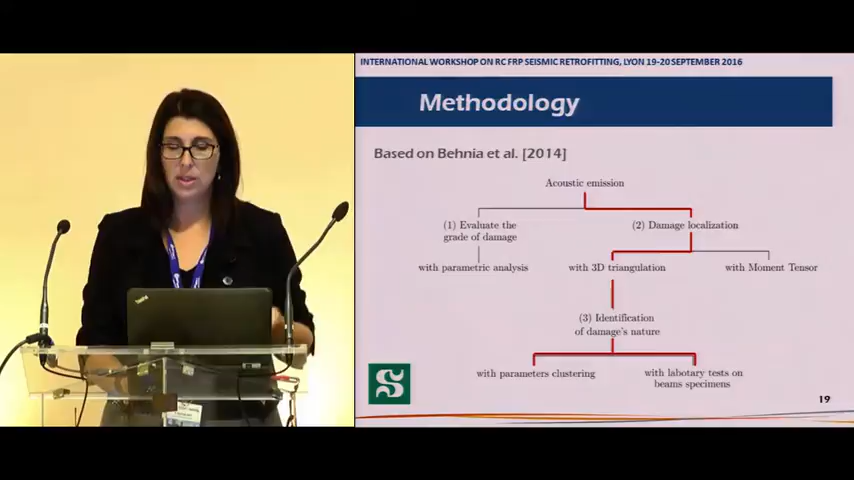 INTERNATIONAL WORKSHOP ON RC FRP SEISMIC RETROFITTING, LYON 19-20 SEPTEMBER 2016
Methodology
Based on Behnia et al. [2014]
Acoustic emission
(1) Evaluate the
grade of damage
(2) Damage localization
with parametric analysis
with 3D triangulation
with Moment Tensor
(3) Identification
of damage's nature
with parameters clustering
with labotary tests on
beams specimens
S
19
ThinkPad